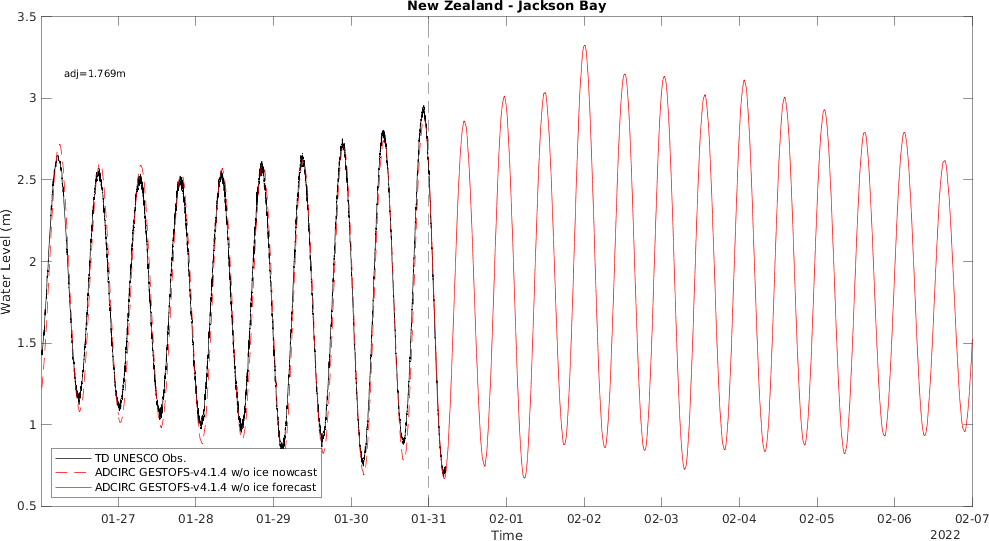 New Zealand - Jackson Bay
adj=1.769m
3.5
3
2.5
2
1.5
1
0.5
Water Level (m)
TD UNESCO Obs.
ADCIRC GESTOFS-v4.1.4 w/o ice nowcast
ADCIRC GESTOFS-v4.1.4 w/o ice forecast
01-27 01-28 01-29 01-30 01-31 02-01 02-02 02-03 02-04 02-05 02-06 02-07
Time
2022